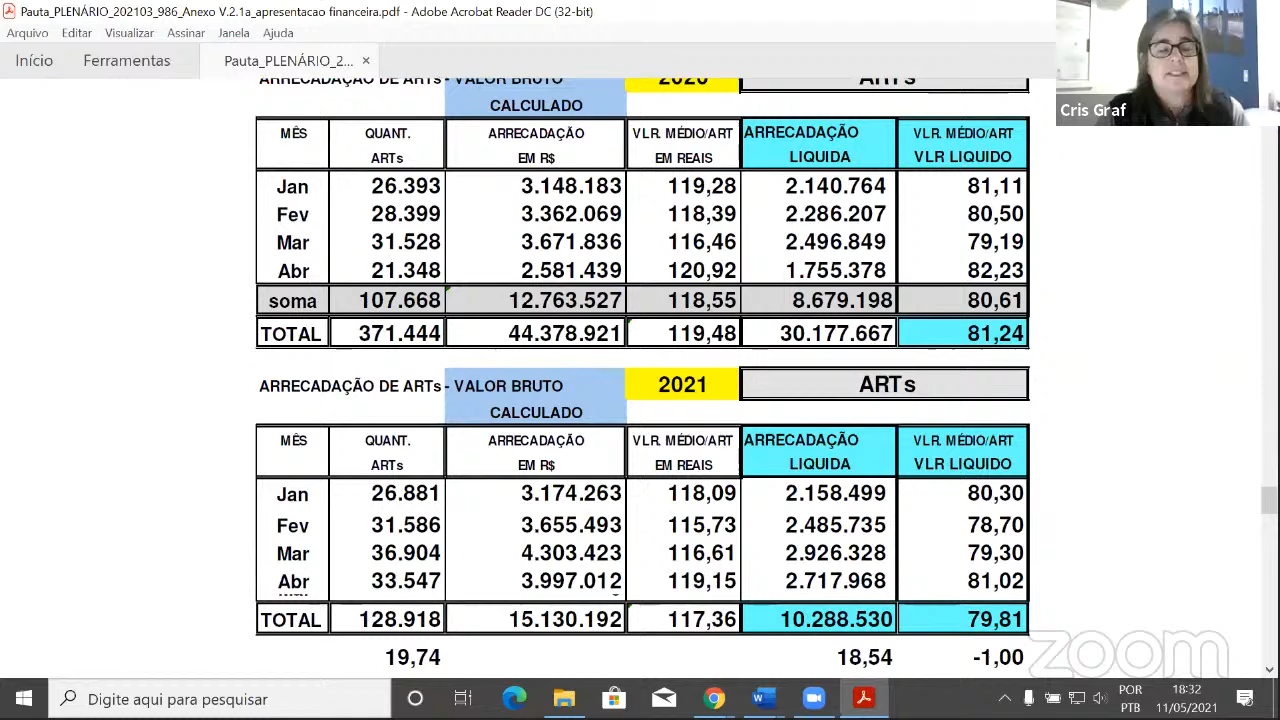 Pauta_PLENÁRIO_202103_986_Anexo V.2.1a_apresentacao financeira.pdf - Adobe Acrobat Reader DC (32-bit)
Arquivo Editar Visualizar Assinar Janela Ajuda
Início Ferramentas Pauta_PLENÁRIO_2... ×
Cris Graf
ARRECADAÇÃO DE ARTs - VALOR BRUTO 2020 ARTs
CALCULADO
MÊS QUANT. ARRECADAÇÃO VLR. MÉDIO/ART ARRECADAÇÃO VLR. MÉDIO/ART
ARTs EM R$ EM REAIS LIQUIDA VLR LIQUIDO
Jan 26.393 3.148.183 119,28 2.140.764 81,11
Fev 28.399 3.362.069 118,39 2.286.207 80,50
Mar 31.528 3.671.836 116,46 2.496.849 79,19
Abr 21.348 2.581.439 120,92 1.755.378 82,23
soma 107.668 12.763.527 118,55 8.679.198 80,61
TOTAL 371.444 44.378.921 119,48 30.177.667 81,24
ARRECADAÇÃO DE ARTs - VALOR BRUTO 2021 ARTs
CALCULADO
MÊS QUANT. ARRECADAÇÃO VLR. MÉDIO/ART ARRECADAÇÃO VLR. MÉDIO/ART
ARTs EM R$ EM REAIS LIQUIDA VLR LIQUIDO
Jan 26.881 3.174.263 118,09 2.158.499 80,30
Fev 31.586 3.655.493 115,73 2.485.735 78,70
Mar 36.904 4.303.423 116,61 2.926.328 79,30
Abr 33.547 3.997.012 119,15 2.717.968 81,02
TOTAL 128.918 15.130.192 117,36 10.288.530 79,81
19,74 18,54 -1,00
zoom
Digite aqui para pesquisar
POR 18:32
PTB 11/05/2021